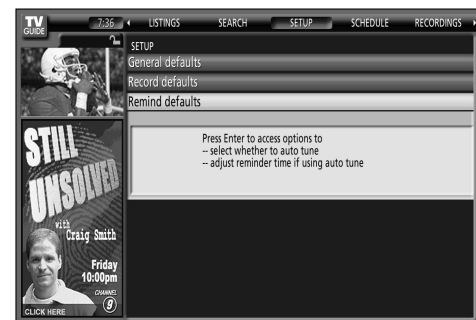 TV GUIDE 7:36 LISTINGS SEARCH SETUP SCHEDULE RECORDINGS
SETUP
General defaults
Record defaults
Remind defaults
Press Enter to access options to
-- select whether to auto tune
-- adjust reminder time if using auto tune
STILL
UNSOLVED
with
Craig Smith
Friday
10:00pm
CHANNEL
9
CLICK HERE